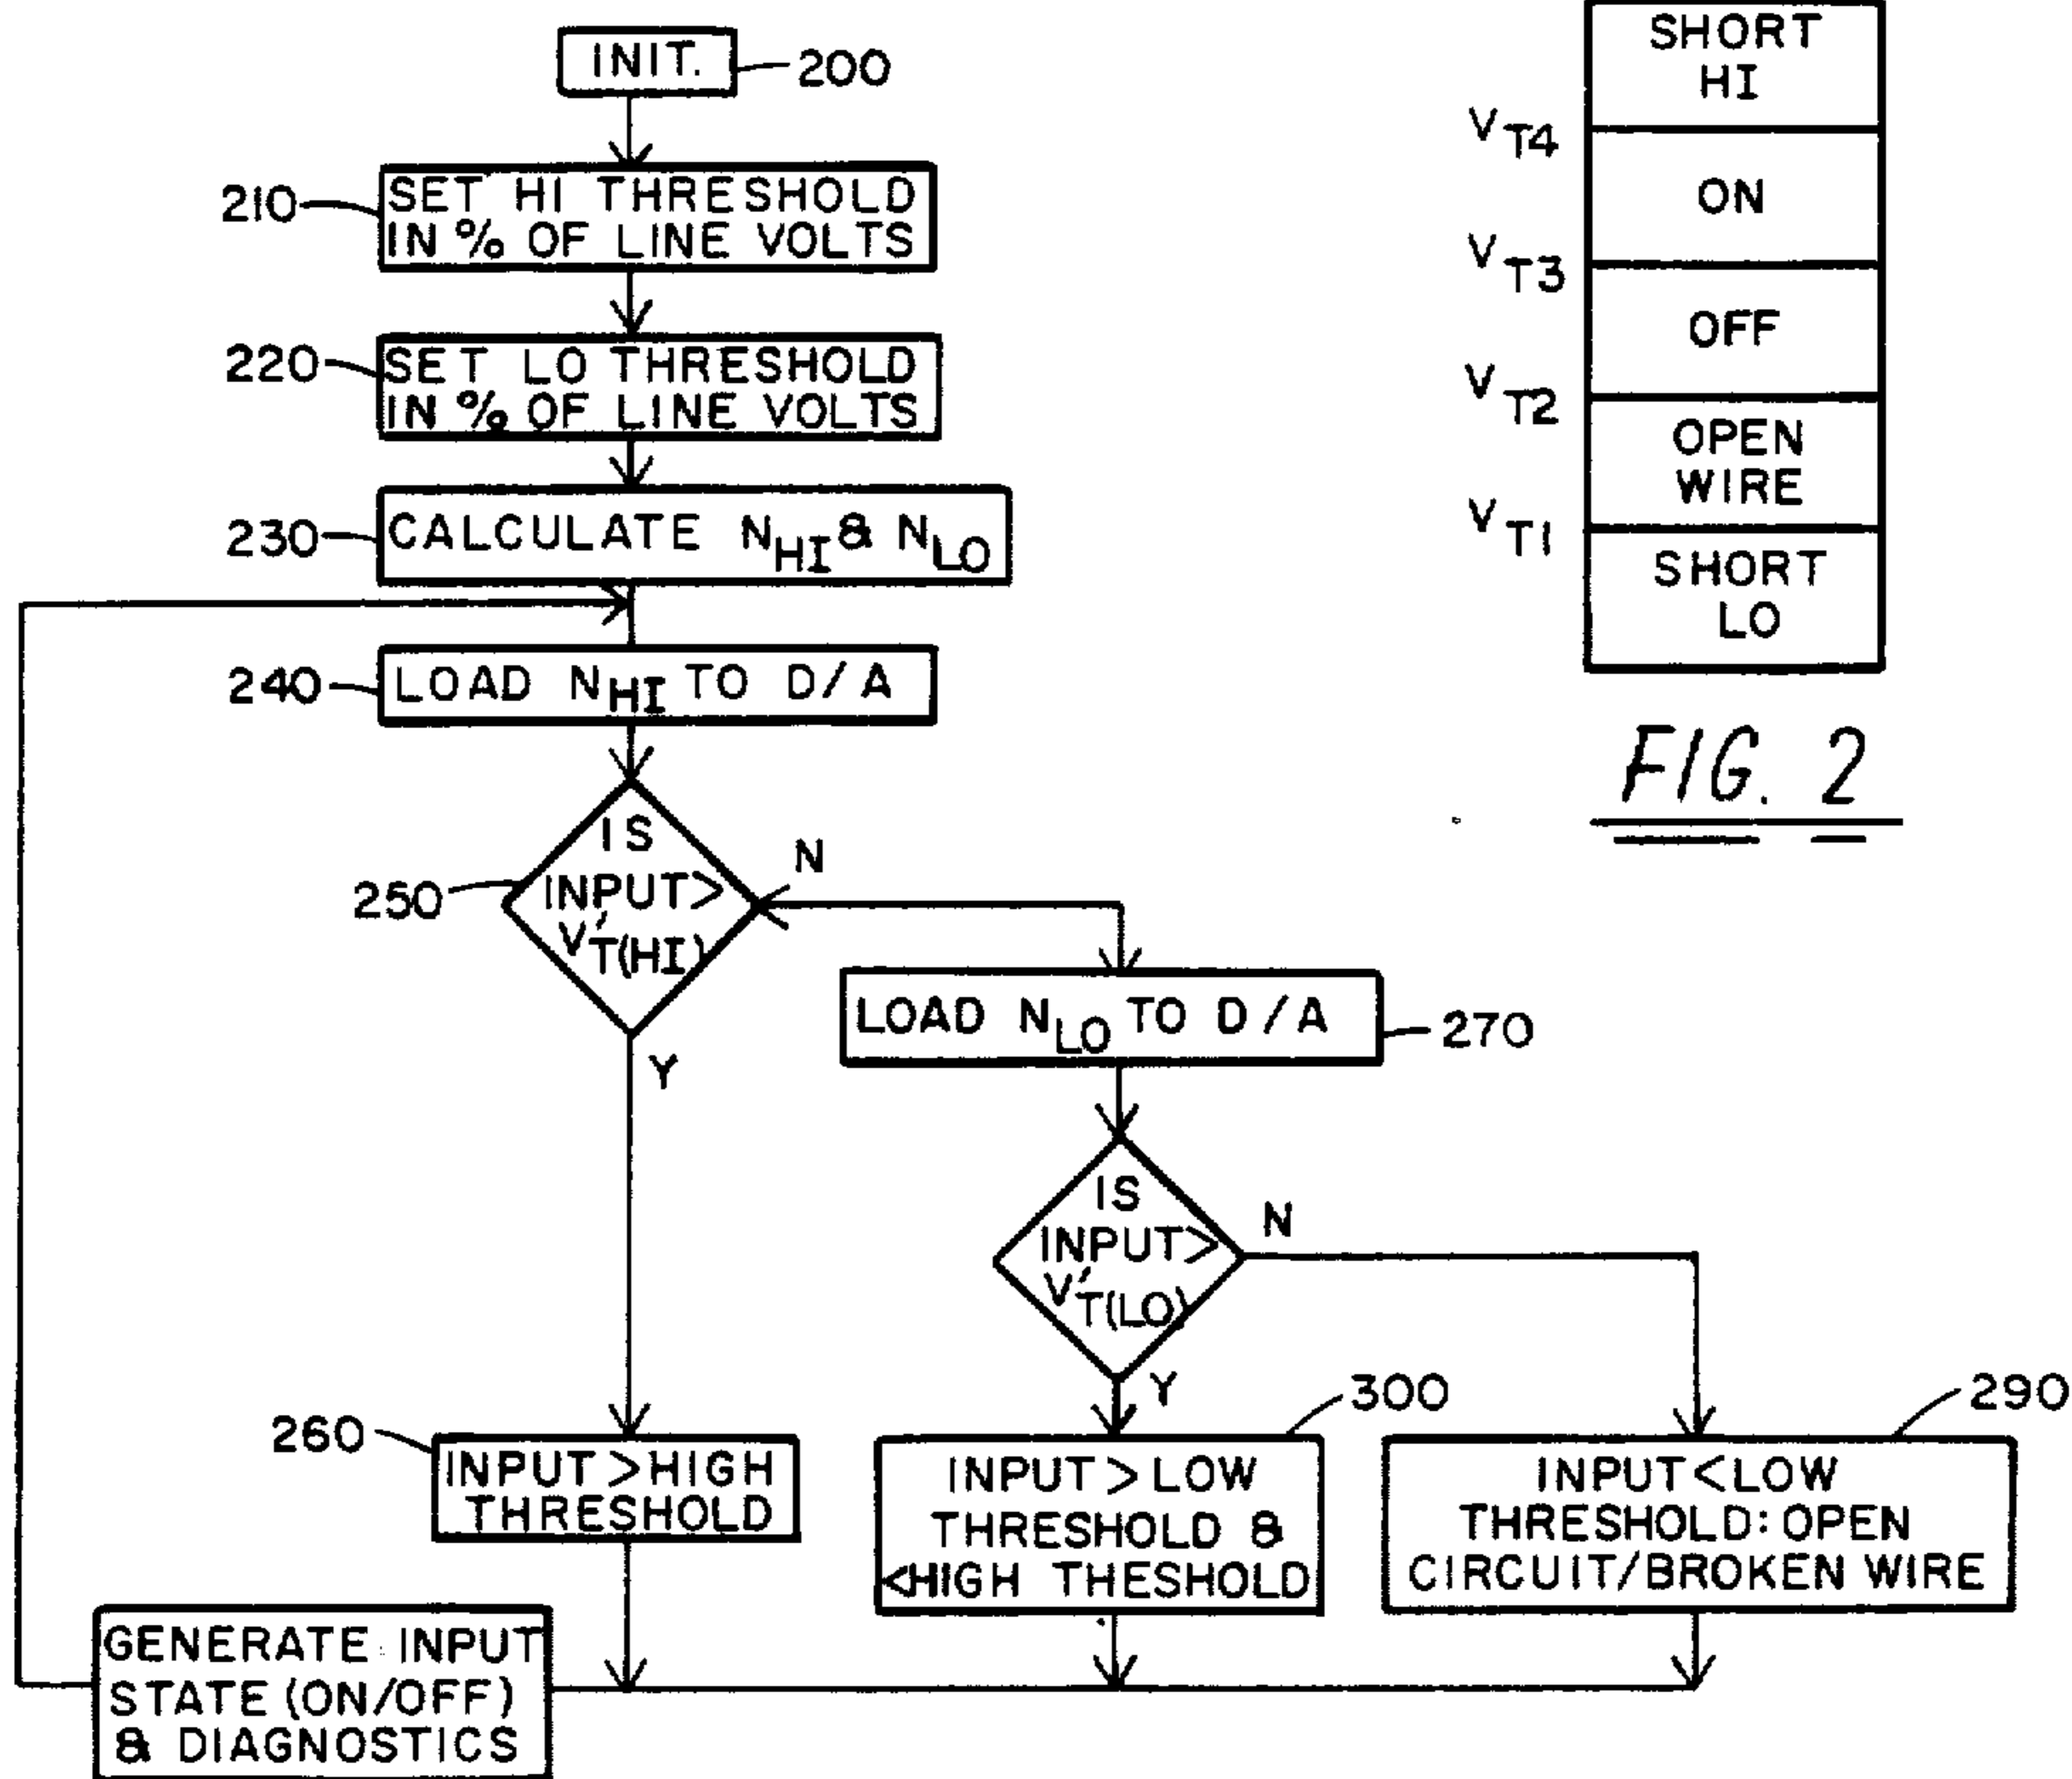 INIT.
200
210
SET HI THRESHOLD
IN % OF LINE VOLTS
220
SET LO THRESHOLD
IN % OF LINE VOLTS
230
CALCULATE NHI & NLO
240
LOAD NHI TO D/A
250
IS
INPUT >
V'T(HI)
N
Y
LOAD NLO TO D/A
270
IS
INPUT >
V'T(LO)
N
Y
260
INPUT > HIGH
THRESHOLD
300
INPUT > LOW
THRESHOLD &
<HIGH THESHOLD
290
INPUT < LOW
THRESHOLD: OPEN
CIRCUIT/BROKEN WIRE
GENERATE INPUT
STATE (ON/OFF)
& DIAGNOSTICS
SHORT
HI
VT4
ON
VT3
OFF
VT2
OPEN
WIRE
VT1
SHORT
LO
FIG. 2